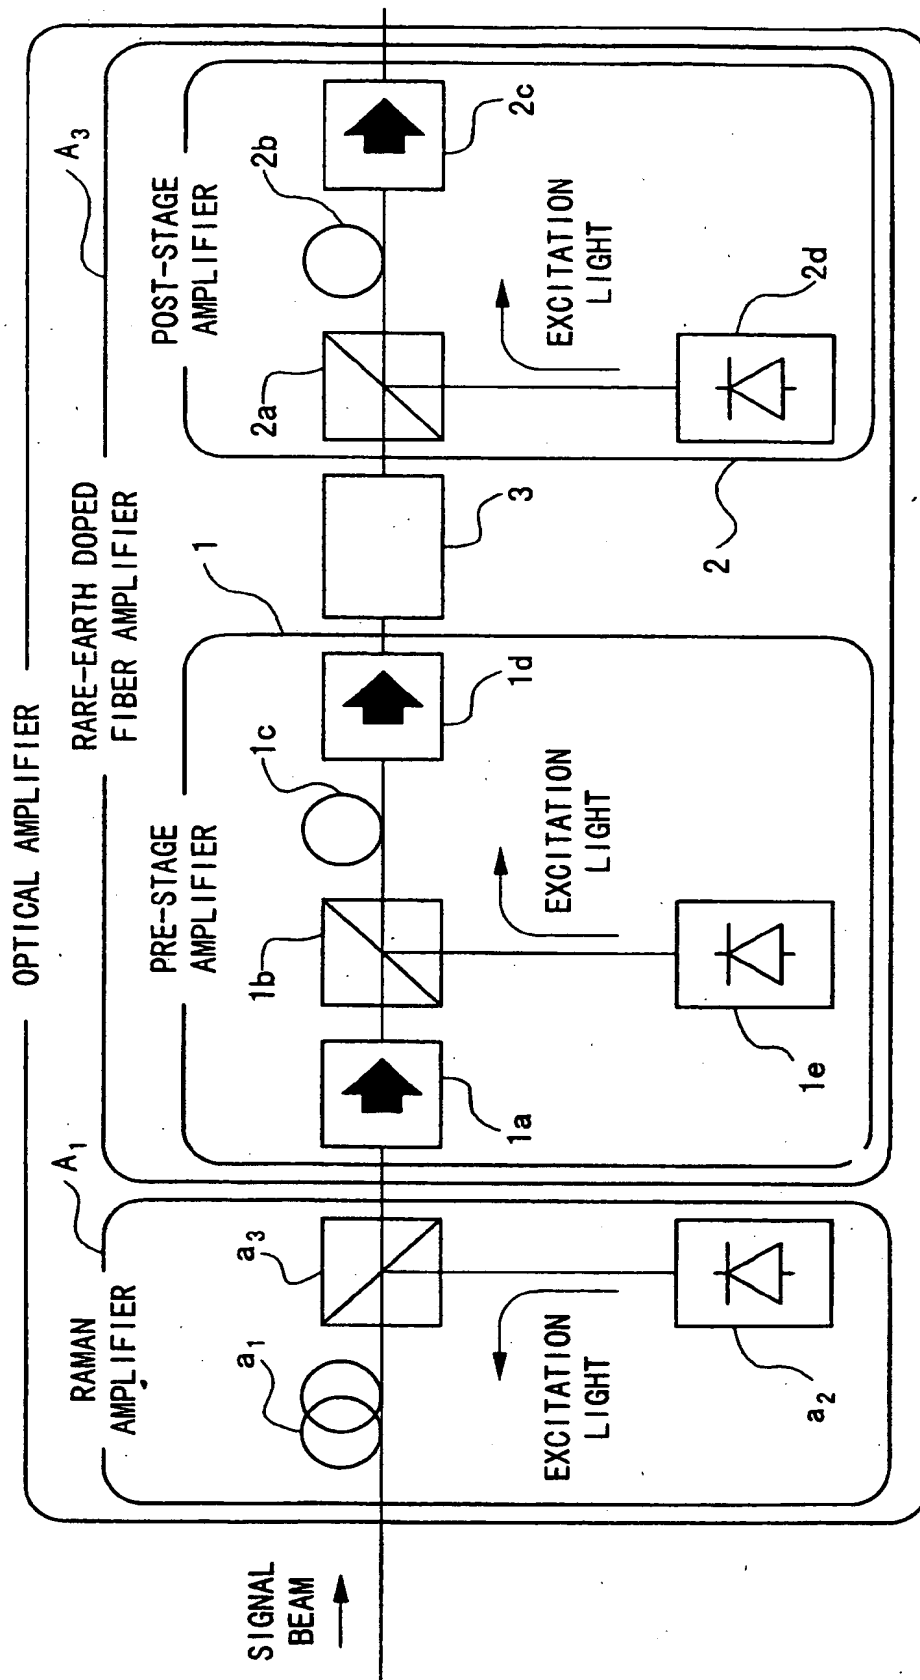 OPTICAL AMPLIFIER
RAMAN
AMPLIFIER
A1
RARE-EARTH DOPED
FIBER AMPLIFIER
A3
PRE-STAGE
AMPLIFIER
1
POST-STAGE
AMPLIFIER
SIGNAL
BEAM
a1
a3
1b
1c
2a
2b
1a
1d
3
2c
EXCITATION
LIGHT
EXCITATION
LIGHT
EXCITATION
LIGHT
a2
1e
2
2d